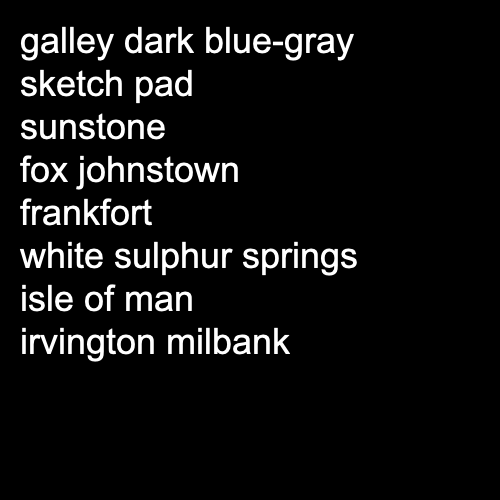 galley dark blue-gray
sketch pad
sunstone
fox johnstown
frankfort
white sulphur springs
isle of man
irvington milbank